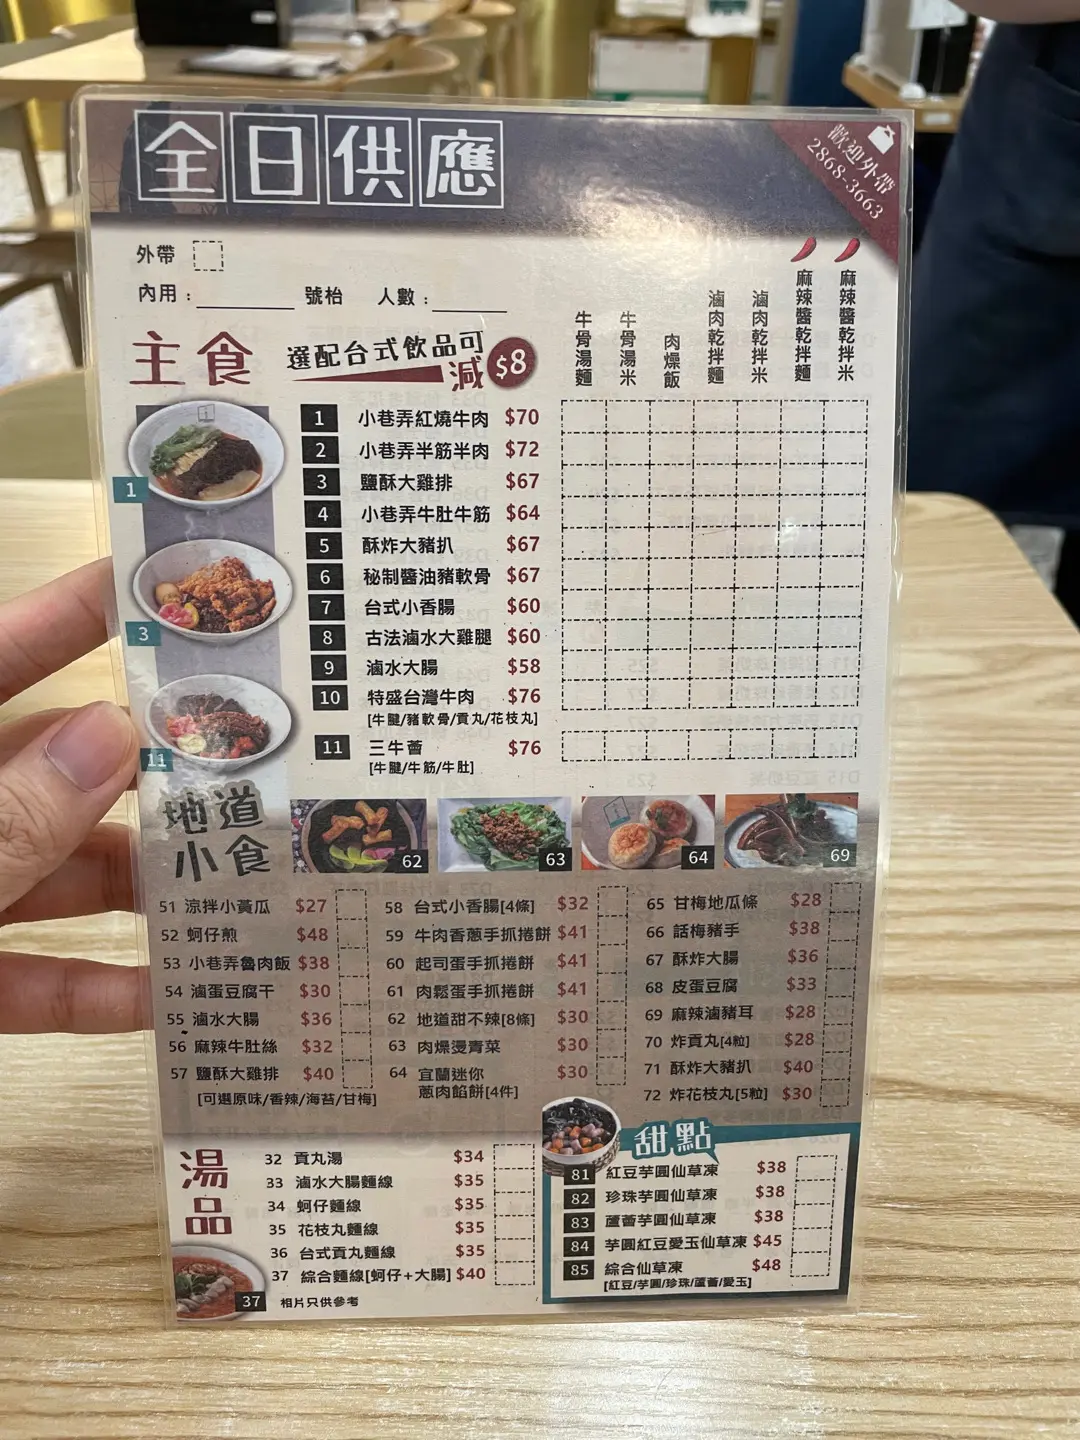 全日供應
歡迎外帶
2868-3663
外帶
內用：
號枱
人數：
主食
選配台式飲品可
減 $8
牛骨湯麵
牛骨湯米
肉燥飯
滷肉乾拌麵
滷肉乾拌米
麻辣醬乾拌麵
麻辣醬乾拌米
1 小巷弄紅燒牛肉 $70
2 小巷弄半筋半肉 $72
3 鹽酥大雞排 $67
4 小巷弄牛肚牛筋 $64
5 酥炸大豬扒 $67
6 秘制醬油豬軟骨 $67
7 台式小香腸 $60
8 古法滷水大雞腿 $60
9 滷水大腸 $58
10 特盛台灣牛肉 $76
[牛腱/豬軟骨/貢丸/花枝丸]
11 三牛薈 $76
[牛腱/牛筋/牛肚]
1
3
11
地道
小食
62
63
64
69
51 涼拌小黃瓜 $27
52 蚵仔煎 $48
53 小巷弄魯肉飯 $38
54 滷蛋豆腐干 $30
55 滷水大腸 $36
56 麻辣牛肚絲 $32
57 鹽酥大雞排 $40
[可選原味/香辣/海苔/甘梅]
58 台式小香腸[4條] $32
59 牛肉香蔥手抓捲餅 $41
60 起司蛋手抓捲餅 $41
61 肉鬆蛋手抓捲餅 $41
62 地道甜不辣[8條] $30
63 肉燥燙青菜 $30
64 宜蘭迷你 $30
蔥肉餡餅[4件]
65 甘梅地瓜條 $28
66 話梅豬手 $38
67 酥炸大腸 $36
68 皮蛋豆腐 $33
69 麻辣滷豬耳 $28
70 炸貢丸[4粒] $28
71 酥炸大豬扒 $40
72 炸花枝丸[5粒] $30
湯
品
32 貢丸湯 $34
33 滷水大腸麵線 $35
34 蚵仔麵線 $35
35 花枝丸麵線 $35
36 台式貢丸麵線 $35
37 綜合麵線[蚵仔+大腸] $40
37
相片只供參考
甜點
81 紅豆芋圓仙草凍 $38
82 珍珠芋圓仙草凍 $38
83 蘆薈芋圓仙草凍 $38
84 芋圓紅豆愛玉仙草凍 $45
85 綜合仙草凍 $48
[紅豆/芋圓/珍珠/蘆薈/愛玉]